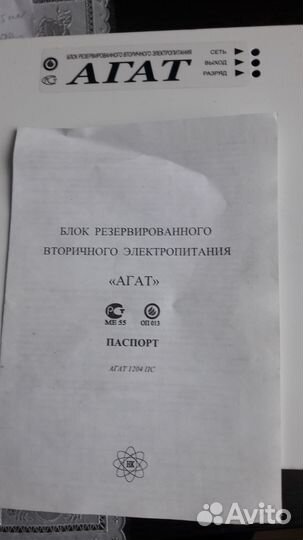 БЛОК РЕЗЕРВИРОВАННОГО ВТОРИЧНОГО ЭЛЕКТРОПИТАНИЯ
АГАТ
СЕТЬ
ВЫХОД
РАЗРЯД
БЛОК РЕЗЕРВИРОВАННОГО
ВТОРИЧНОГО ЭЛЕКТРОПИТАНИЯ
«АГАТ»
МЕ 55 ОП 013
ПАСПОРТ
АГАТ 1204 ПС
Avito